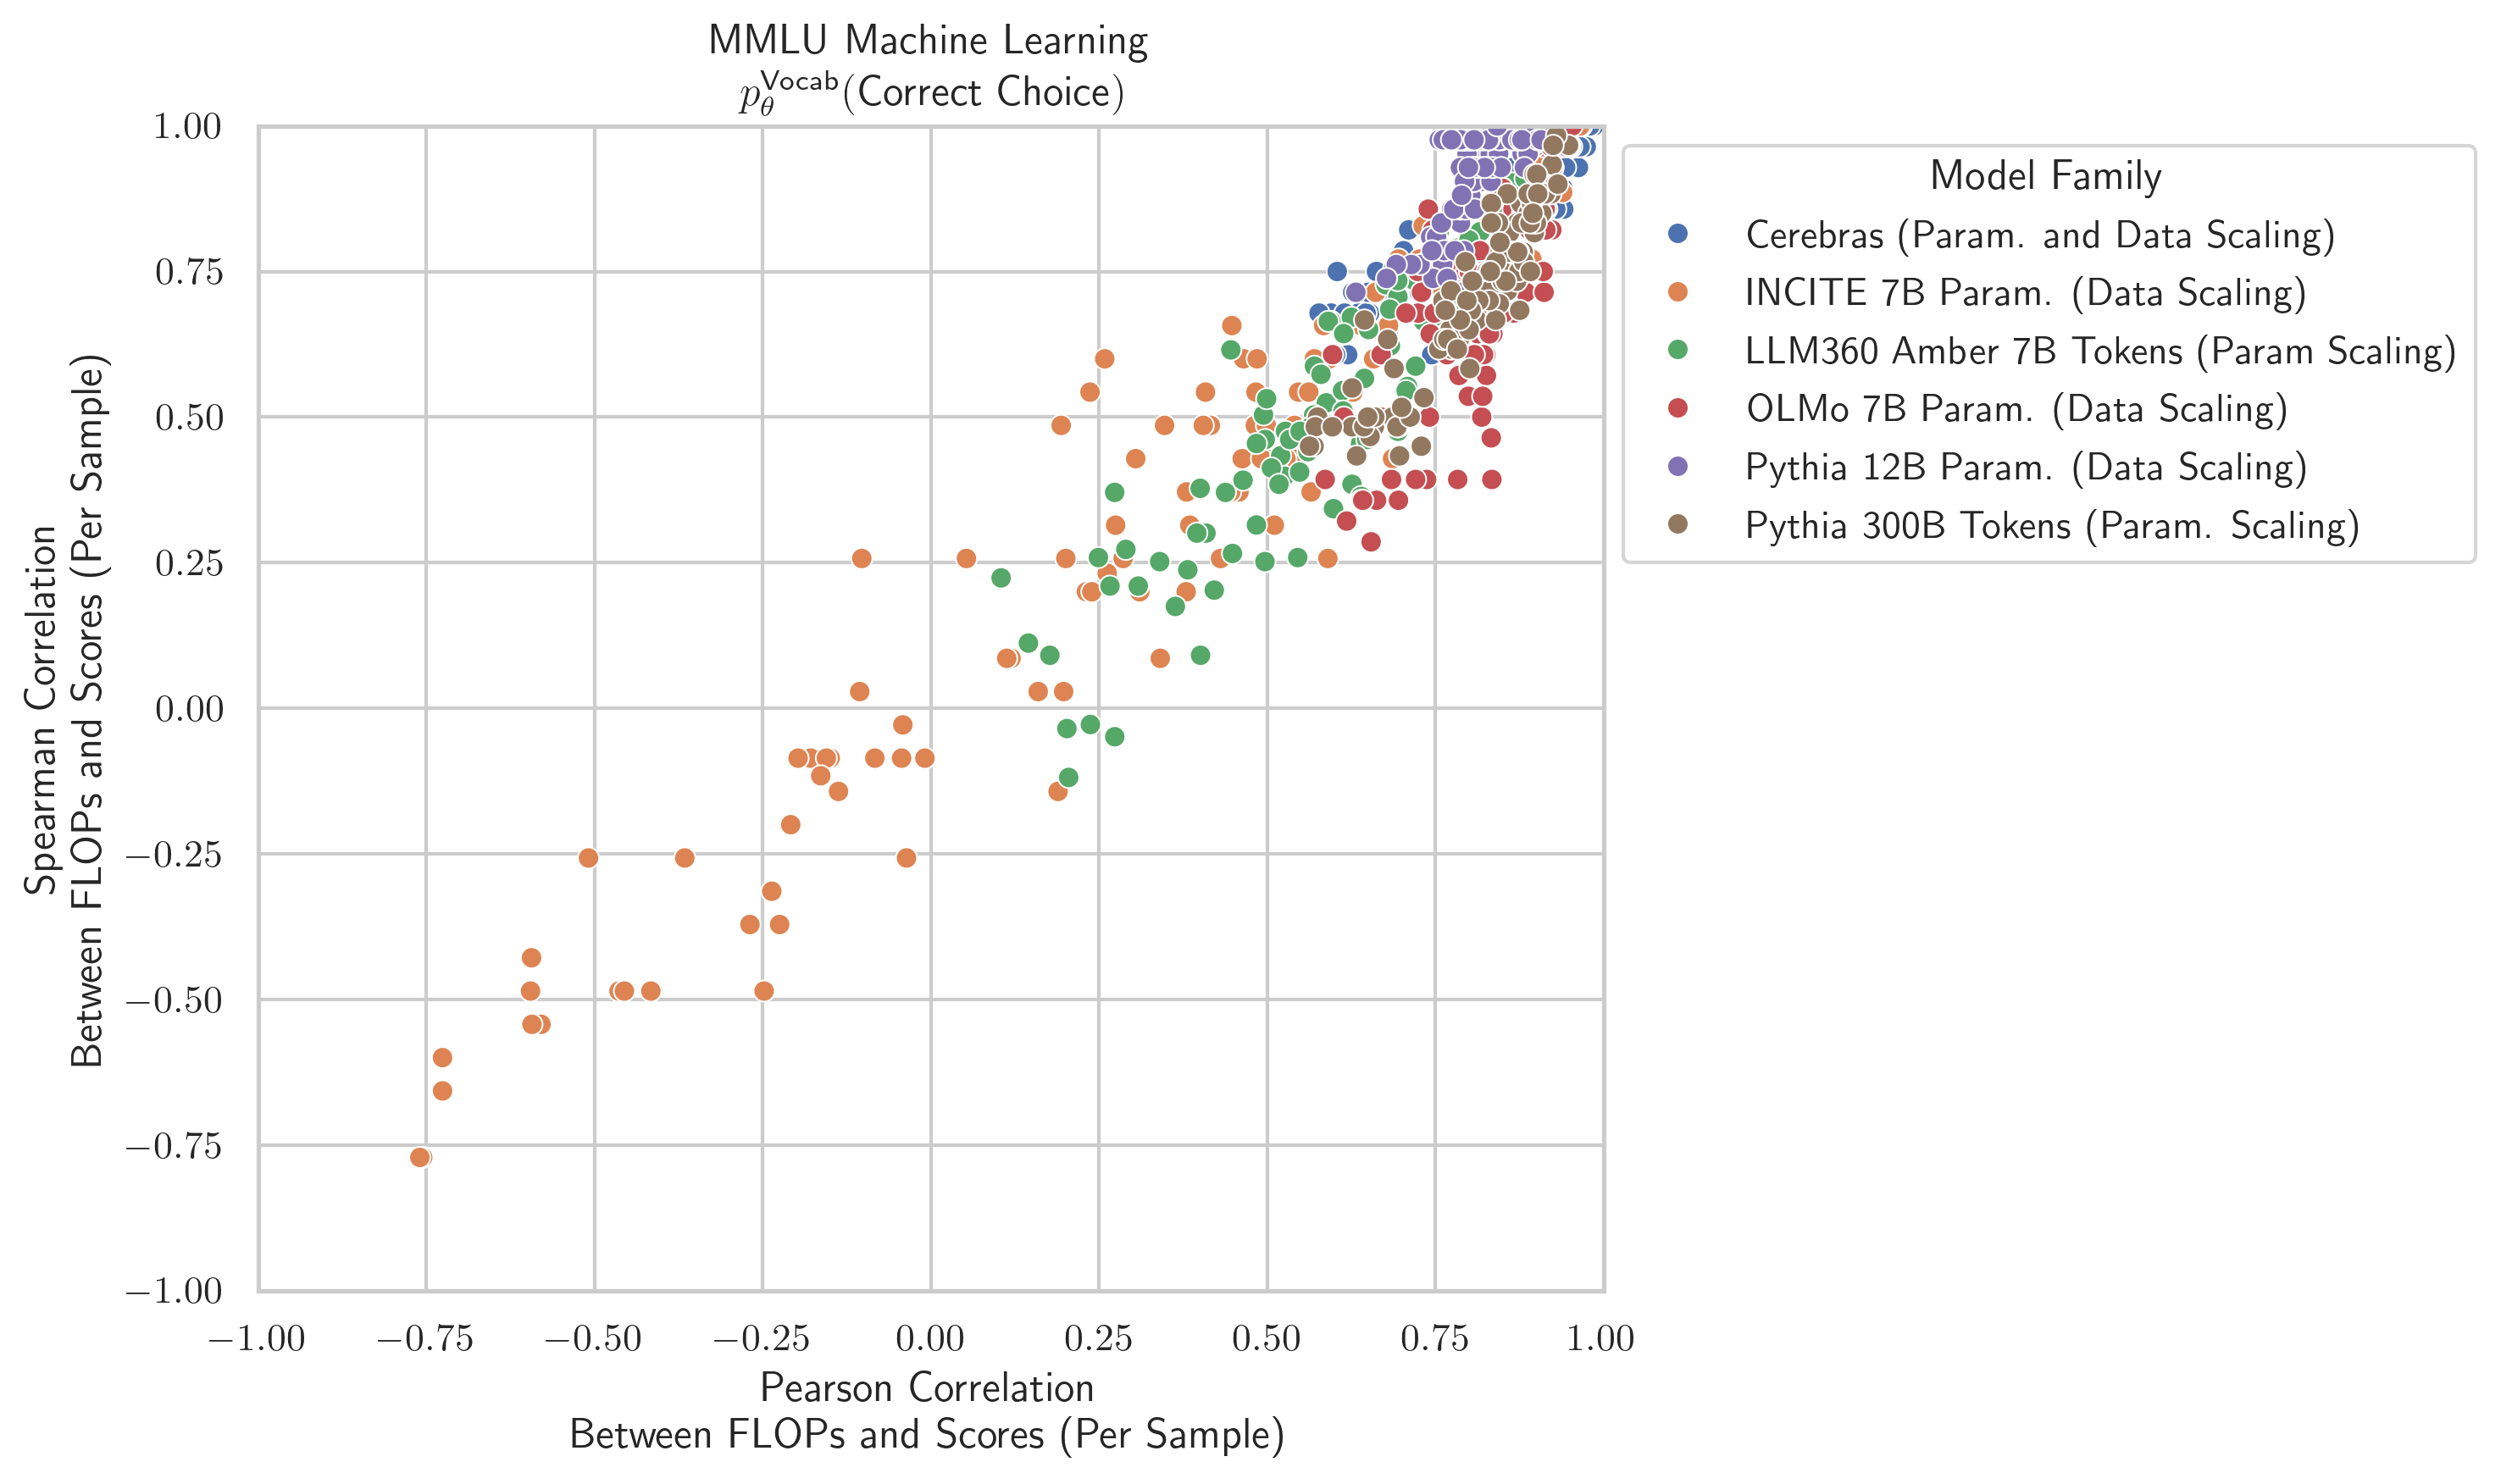 MMLU Machine Learning
p_θ^Vocab(Correct Choice)
Spearman Correlation
Between FLOPs and Scores (Per Sample)
1.00
0.75
0.50
0.25
0.00
−0.25
−0.50
−0.75
−1.00
−1.00 −0.75 −0.50 −0.25 0.00 0.25 0.50 0.75 1.00
Pearson Correlation
Between FLOPs and Scores (Per Sample)
Model Family
Cerebras (Param. and Data Scaling)
INCITE 7B Param. (Data Scaling)
LLM360 Amber 7B Tokens (Param Scaling)
OLMo 7B Param. (Data Scaling)
Pythia 12B Param. (Data Scaling)
Pythia 300B Tokens (Param. Scaling)